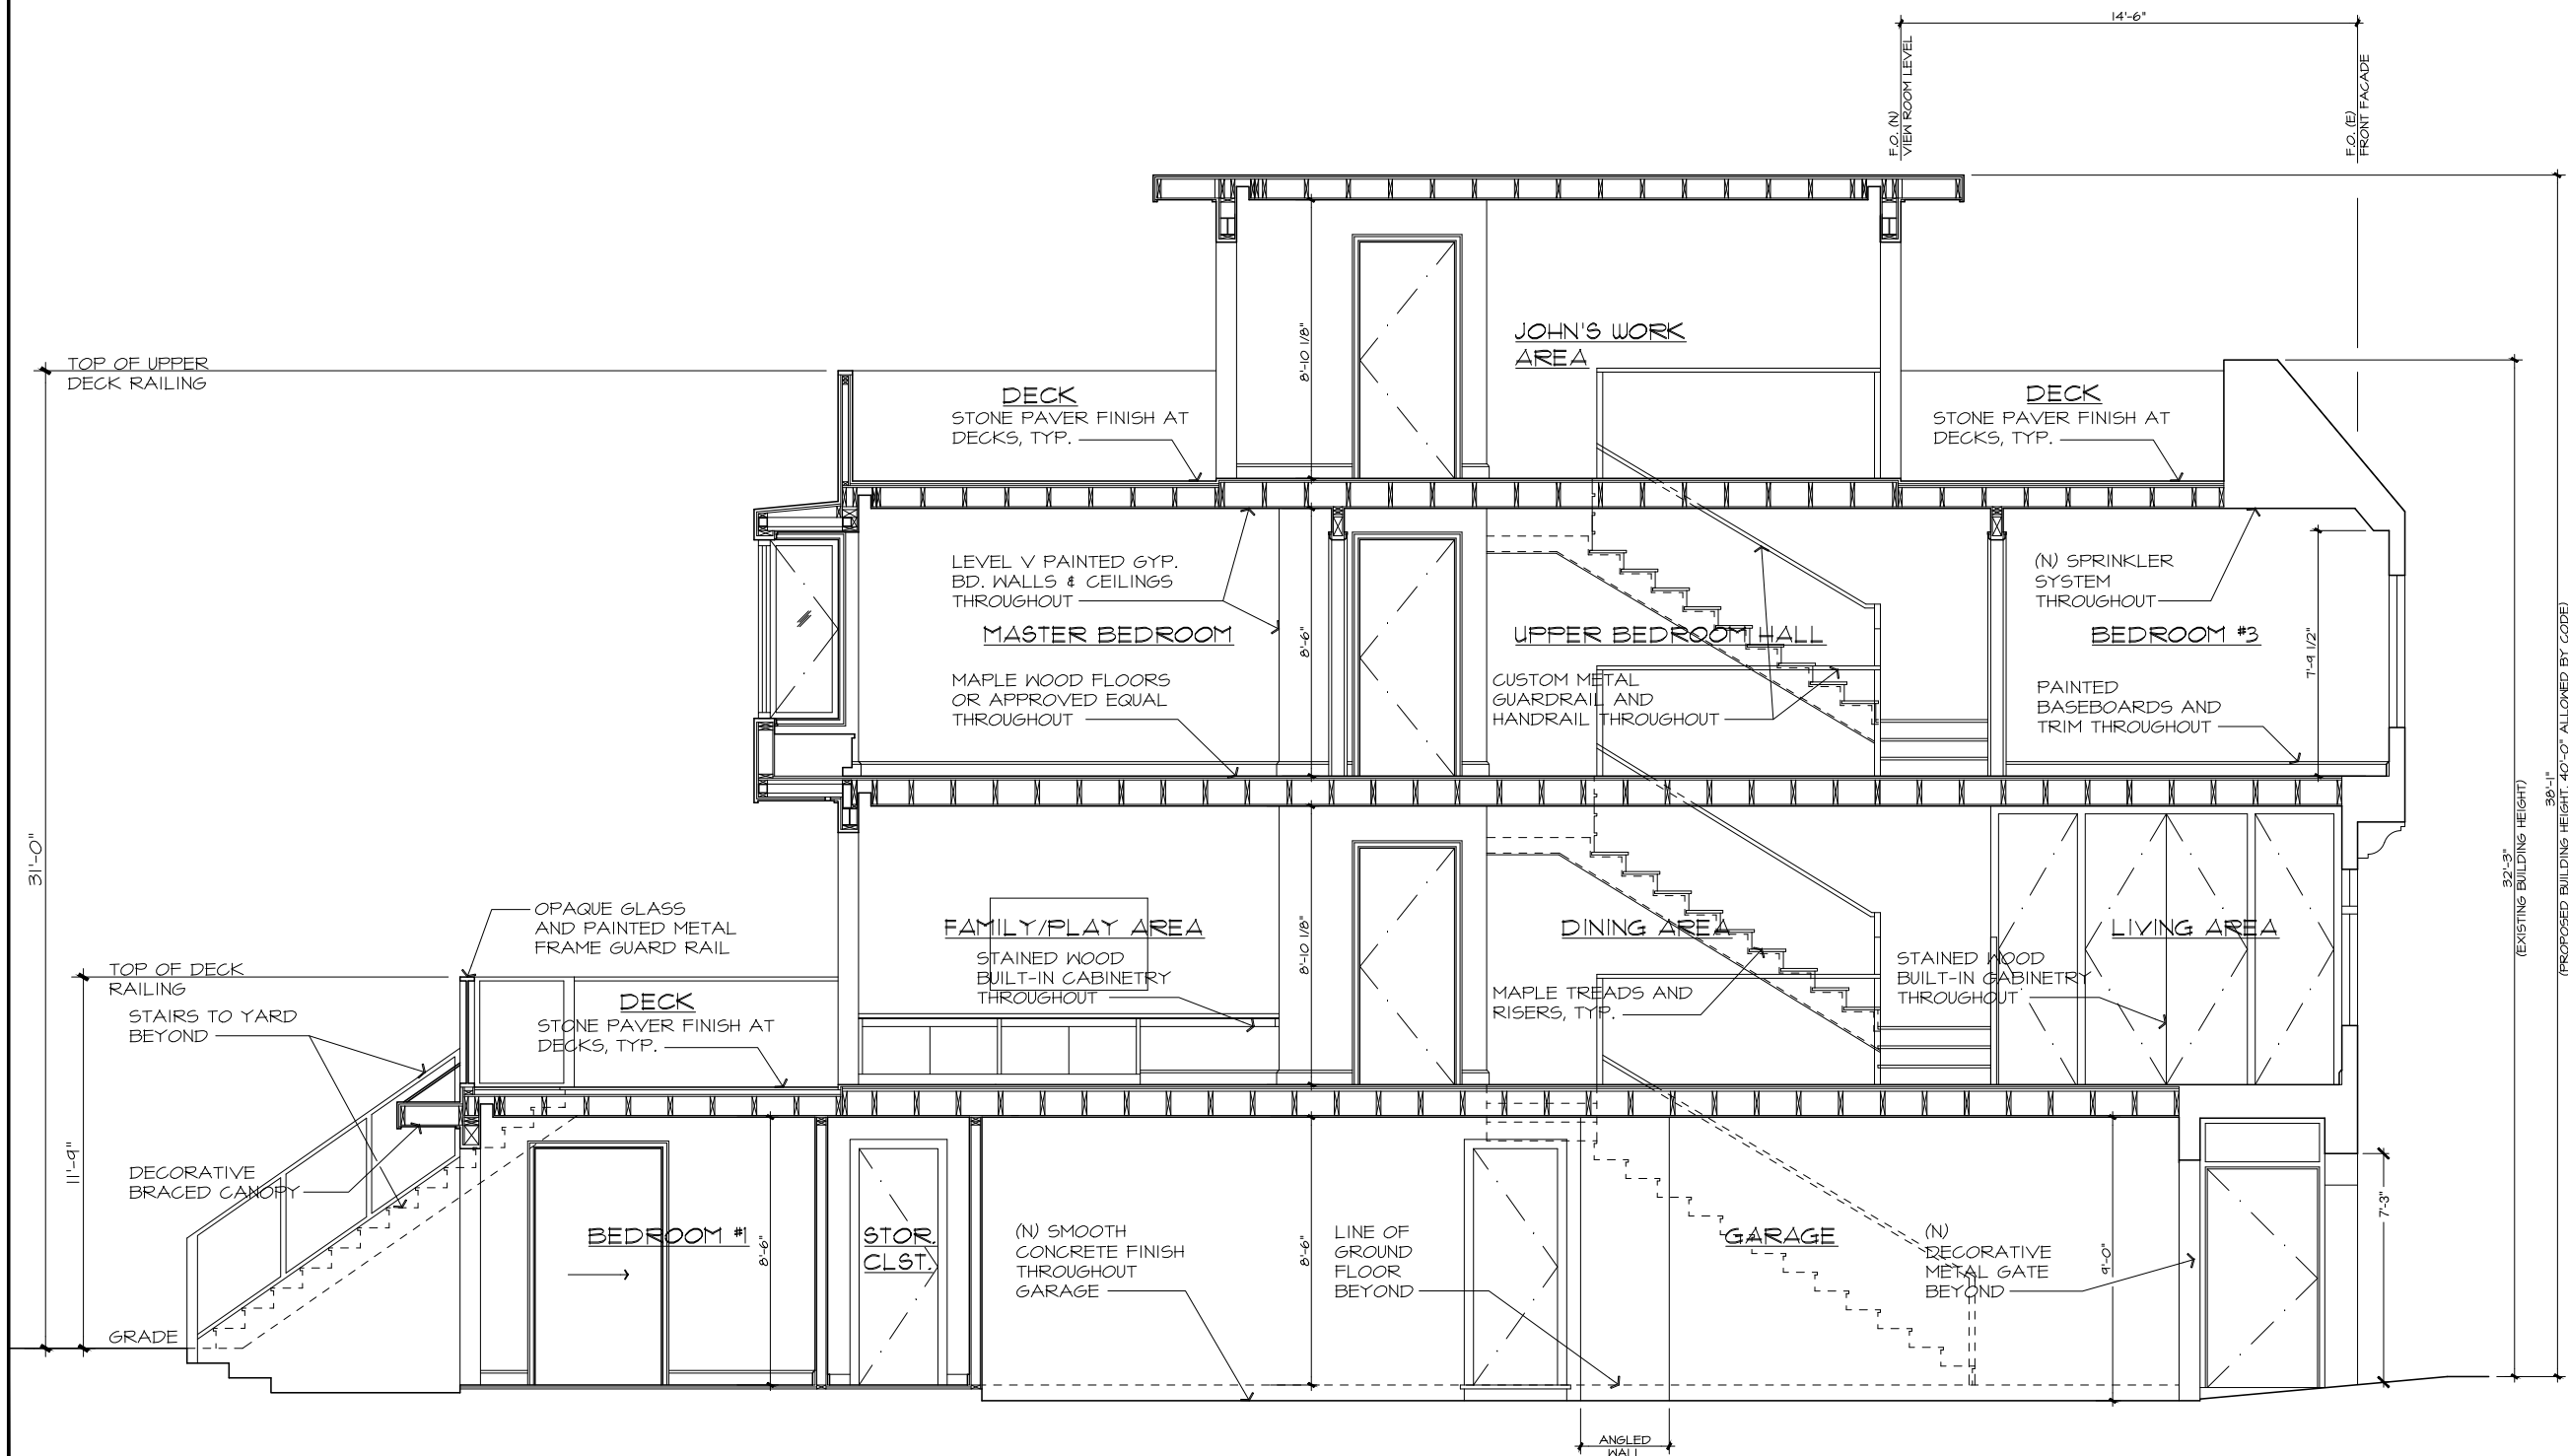 14'-6"
F.O. (N)
VIEW ROOM LEVEL
F.O. (E)
FRONT FACADE
JOHN'S WORK
AREA
8'-10 1/8"
TOP OF UPPER
DECK RAILING
DECK
STONE PAVER FINISH AT
DECKS, TYP.
DECK
STONE PAVER FINISH AT
DECKS, TYP.
LEVEL V PAINTED GYP.
BD. WALLS & CEILINGS
THROUGHOUT
MASTER BEDROOM
MAPLE WOOD FLOORS
OR APPROVED EQUAL
THROUGHOUT
8'-6"
UPPER BEDROOM HALL
CUSTOM METAL
GUARDRAIL AND
HANDRAIL THROUGHOUT
(N) SPRINKLER
SYSTEM
THROUGHOUT
BEDROOM #3
PAINTED
BASEBOARDS AND
TRIM THROUGHOUT
7'-9 1/2"
31'-0"
32'-3"
(EXISTING BUILDING HEIGHT)
38'-1"
(PROPOSED BUILDING HEIGHT, 40'-0" ALLOWED BY CODE)
OPAQUE GLASS
AND PAINTED METAL
FRAME GUARD RAIL
FAMILY/PLAY AREA
STAINED WOOD
BUILT-IN CABINETRY
THROUGHOUT
8'-10 1/8"
DINING AREA
MAPLE TREADS AND
RISERS, TYP.
LIVING AREA
STAINED WOOD
BUILT-IN CABINETRY
THROUGHOUT
TOP OF DECK
RAILING
STAIRS TO YARD
BEYOND
DECK
STONE PAVER FINISH AT
DECKS, TYP.
11'-9"
DECORATIVE
BRACED CANOPY
GRADE
BEDROOM #1
8'-6"
STOR.
CLST.
(N) SMOOTH
CONCRETE FINISH
THROUGHOUT
GARAGE
8'-6"
LINE OF
GROUND
FLOOR
BEYOND
GARAGE
(N)
DECORATIVE
METAL GATE
BEYOND
9'-0"
7'-3"
ANGLED
WALL